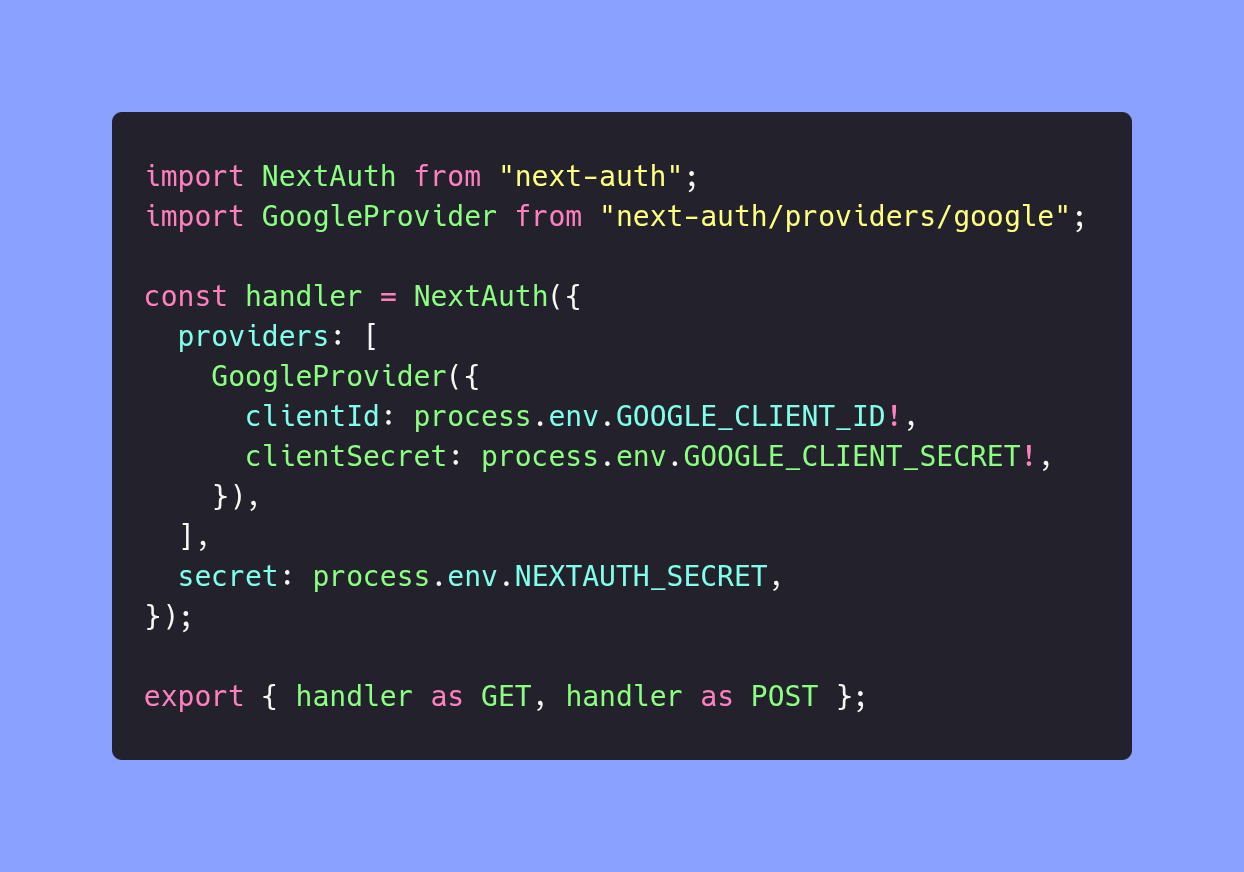 import NextAuth from "next-auth";
import GoogleProvider from "next-auth/providers/google";

const handler = NextAuth({
  providers: [
    GoogleProvider({
      clientId: process.env.GOOGLE_CLIENT_ID!,
      clientSecret: process.env.GOOGLE_CLIENT_SECRET!,
    }),
  ],
  secret: process.env.NEXTAUTH_SECRET,
});

export { handler as GET, handler as POST };